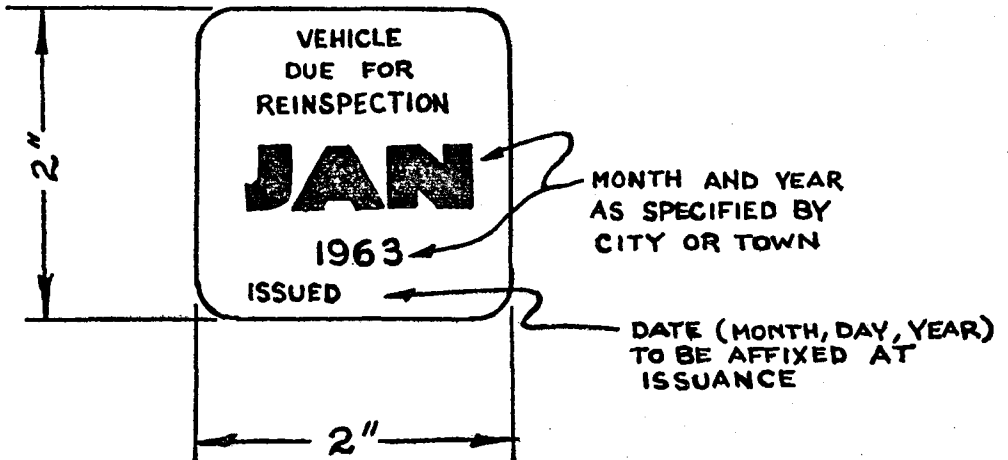 VEHICLE
DUE FOR
REINSPECTION
JAN
1963
ISSUED
2"
2"
MONTH AND YEAR
AS SPECIFIED BY
CITY OR TOWN
DATE (MONTH, DAY, YEAR)
TO BE AFFIXED AT
ISSUANCE